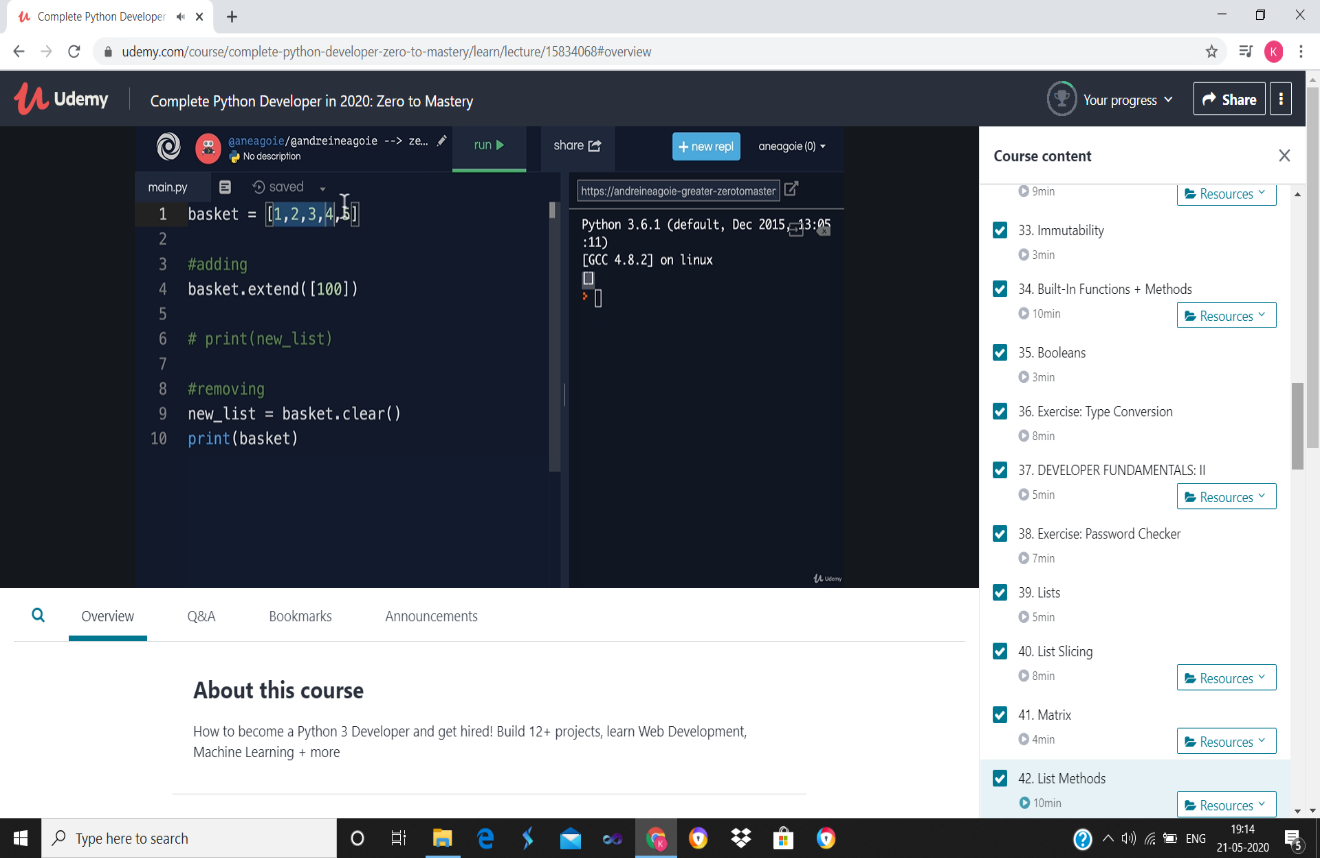 Complete Python Developer
udemy.com/course/complete-python-developer-zero-to-mastery/learn/lecture/15834068#overview
K
Udemy
Complete Python Developer in 2020: Zero to Mastery
Your progress
Share
@aneagoie/@andreineagoie --> ze...
No description
run
share
+ new repl
aneagoie (0)
main.py
saved
https://andreineagoie-greater-zerotomaster
1 basket = [1,2,3,4,5]
2
3 #adding
4 basket.extend([100])
5
6 # print(new_list)
7
8 #removing
9 new_list = basket.clear()
10 print(basket)
Python 3.6.1 (default, Dec 2015, 13:05
:11)
[GCC 4.8.2] on linux
[]
Udemy
Course content
9min
Resources
33. Immutability
3min
34. Built-In Functions + Methods
10min
Resources
35. Booleans
3min
36. Exercise: Type Conversion
8min
37. DEVELOPER FUNDAMENTALS: II
5min
Resources
38. Exercise: Password Checker
7min
39. Lists
5min
40. List Slicing
8min
Resources
41. Matrix
4min
Resources
42. List Methods
10min
Resources
Overview
Q&A
Bookmarks
Announcements
About this course
How to become a Python 3 Developer and get hired! Build 12+ projects, learn Web Development,
Machine Learning + more
Type here to search
K
ENG
19:14
21-05-2020
5